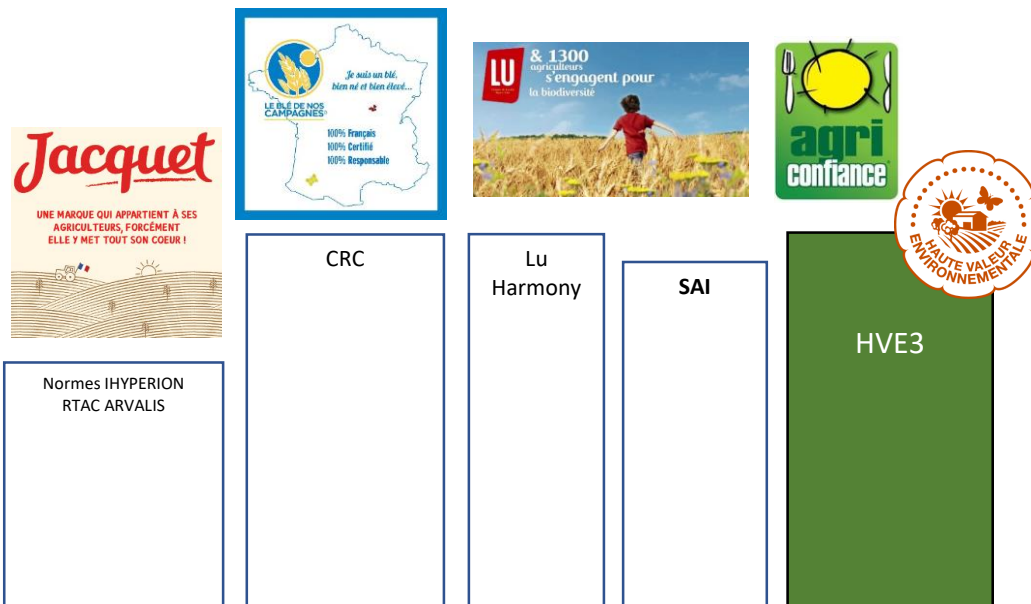 Jacquet
UNE MARQUE QUI APPARTIENT À SES
AGRICULTEURS, FORCÉMENT
ELLE Y MET TOUT SON COEUR !
Normes IHYPERION
RTAC ARVALIS
LE BLÉ DE NOS
CAMPAGNES
Je suis un blé,
bien né et bien élevé...
100% Français
100% Certifié
100% Responsable
CRC
LU
& 1300
agriculteurs
s'engagent pour
la biodiversité
Lu
Harmony
SAI
agri
confiance
HAUTE VALEUR
ENVIRONNEMENTALE
HVE3